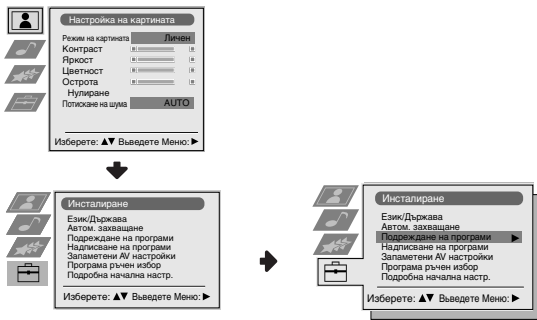 Настройка на картината
Режим на картината Личен
Контраст
Яркост
Цветност
Острота
Нулиране
Потискане на шума AUTO
Изберете: ▲▼ Выведете Меню: ▶
Инсталиране
Език/Държава
Автом. захващане
Подреждане на програми
Надписване на програми
Запаметени AV настройки
Програма ръчен избор
Подробна начална настр.
Изберете: ▲▼ Выведете Меню: ▶
Инсталиране
Език/Държава
Автом. захващане
Подреждане на програми ▶
Надписване на програми
Запаметени AV настройки
Програма ръчен избор
Подробна начална настр.
Изберете: ▲▼ Выведете Меню: ▶